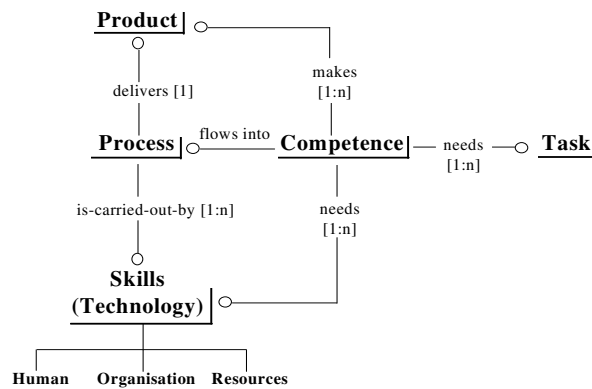 Product
makes
[1:n]
delivers [1]
Process
flows into
Competence
needs
[1:n]
Task
is-carried-out-by [1:n]
needs
[1:n]
Skills
(Technology)
Human
Organisation
Resources